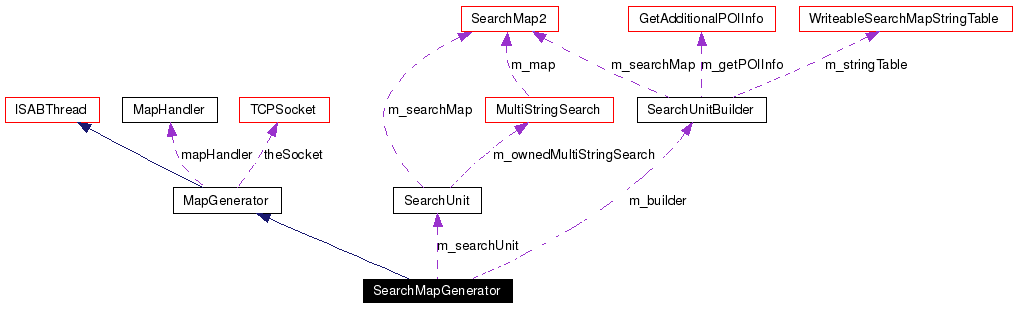 SearchMap2
GetAdditionalPOIInfo
WriteableSearchMapStringTable
m_map
m_searchMap
m_getPOIInfo
m_stringTable
ISABThread
MapHandler
TCPSocket
m_searchMap
MultiStringSearch
SearchUnitBuilder
mapHandler
theSocket
m_ownedMultiStringSearch
MapGenerator
SearchUnit
m_builder
m_searchUnit
SearchMapGenerator